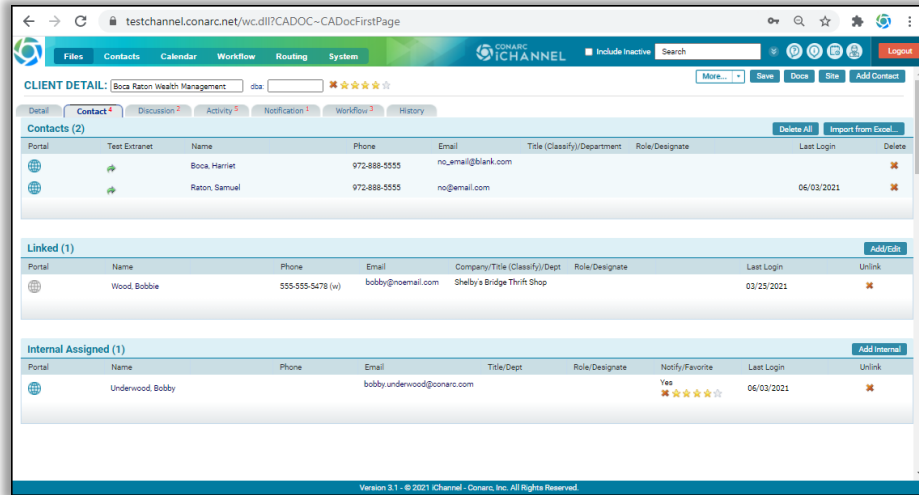 testchannel.conarc.net/wc.dll?CADOC~CADocFirstPage
Files Contacts Calendar Workflow Routing System CONARC iCHANNEL Include Inactive Search Logout
CLIENT DETAIL: Boca Raton Wealth Management dba: More... Save Docs Site Add Contact
Detail Contact 4 Discussion 2 Activity 5 Notification 1 Workflow 3 History
Contacts (2) Delete All Import from Excel...
Portal Test Extranet Name Phone Email Title (Classify)/Department Role/Designate Last Login Delete
Boca, Harriet 972-888-5555 no_email@blank.com
Raton, Samuel 972-888-5555 no@email.com 06/03/2021
Linked (1) Add/Edit
Portal Name Phone Email Company/Title (Classify)/Dept Role/Designate Last Login Unlink
Wood, Bobbie 555-555-5478 (w) bobby@noemail.com Shelby's Bridge Thrift Shop 03/25/2021
Internal Assigned (1) Add Internal
Portal Name Phone Email Title/Dept Role/Designate Notify/Favorite Last Login Unlink
Underwood, Bobby bobby.underwood@conarc.com Yes 06/03/2021
Version 3.1 - © 2021 iChannel - Conarc, Inc. All Rights Reserved.